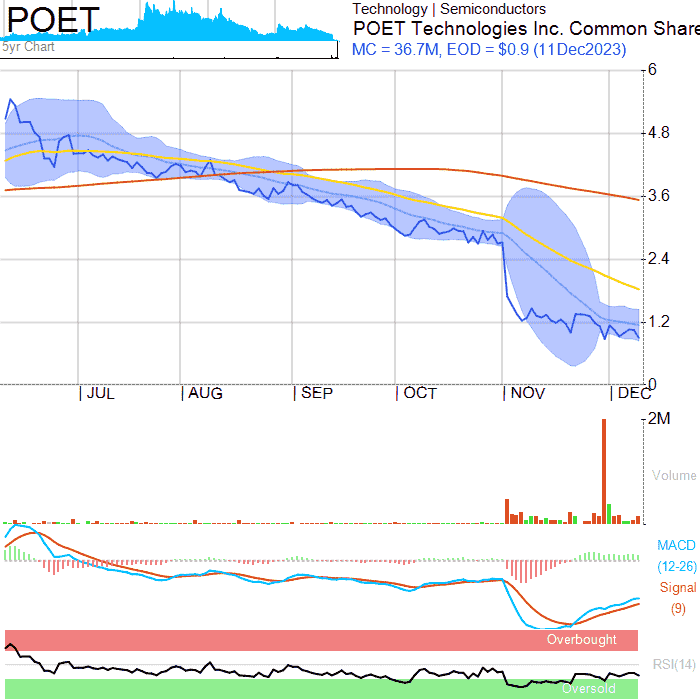 POET
5yr Chart
Technology | Semiconductors
POET Technologies Inc. Common Share
MC = 36.7M, EOD = $0.9 (11Dec2023)
6
4.8
3.6
2.4
1.2
0
| JUL | AUG | SEP | OCT | NOV | DEC
2M
Volume
MACD
(12-26)
Signal
(9)
Overbought
RSI(14)
Oversold